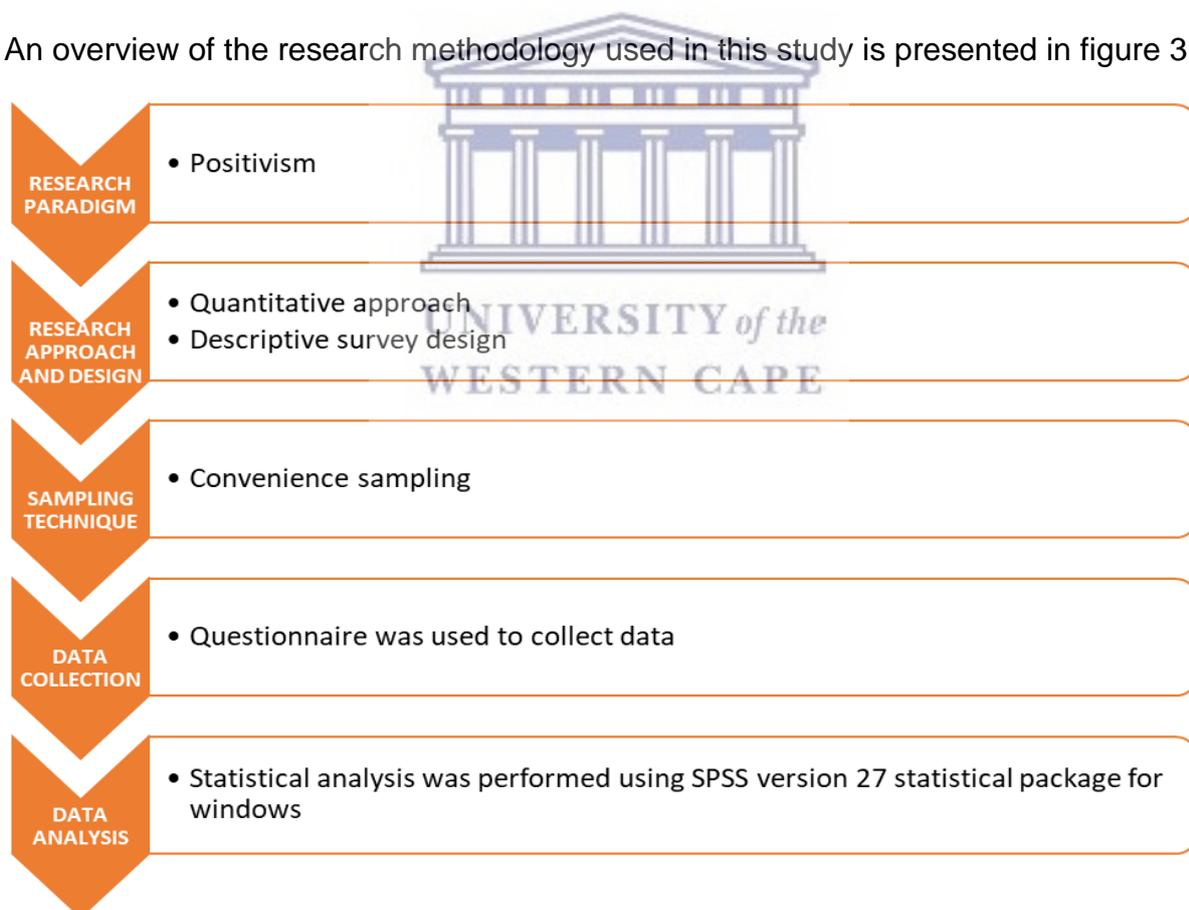 An overview of the research methodology used in this study is presented in figure 3
RESEARCH
PARADIGM
• Positivism
RESEARCH
APPROACH
AND DESIGN
• Quantitative approach
• Descriptive survey design
UNIVERSITY of the
WESTERN CAPE
SAMPLING
TECHNIQUE
• Convenience sampling
DATA
COLLECTION
• Questionnaire was used to collect data
DATA
ANALYSIS
• Statistical analysis was performed using SPSS version 27 statistical package for
windows